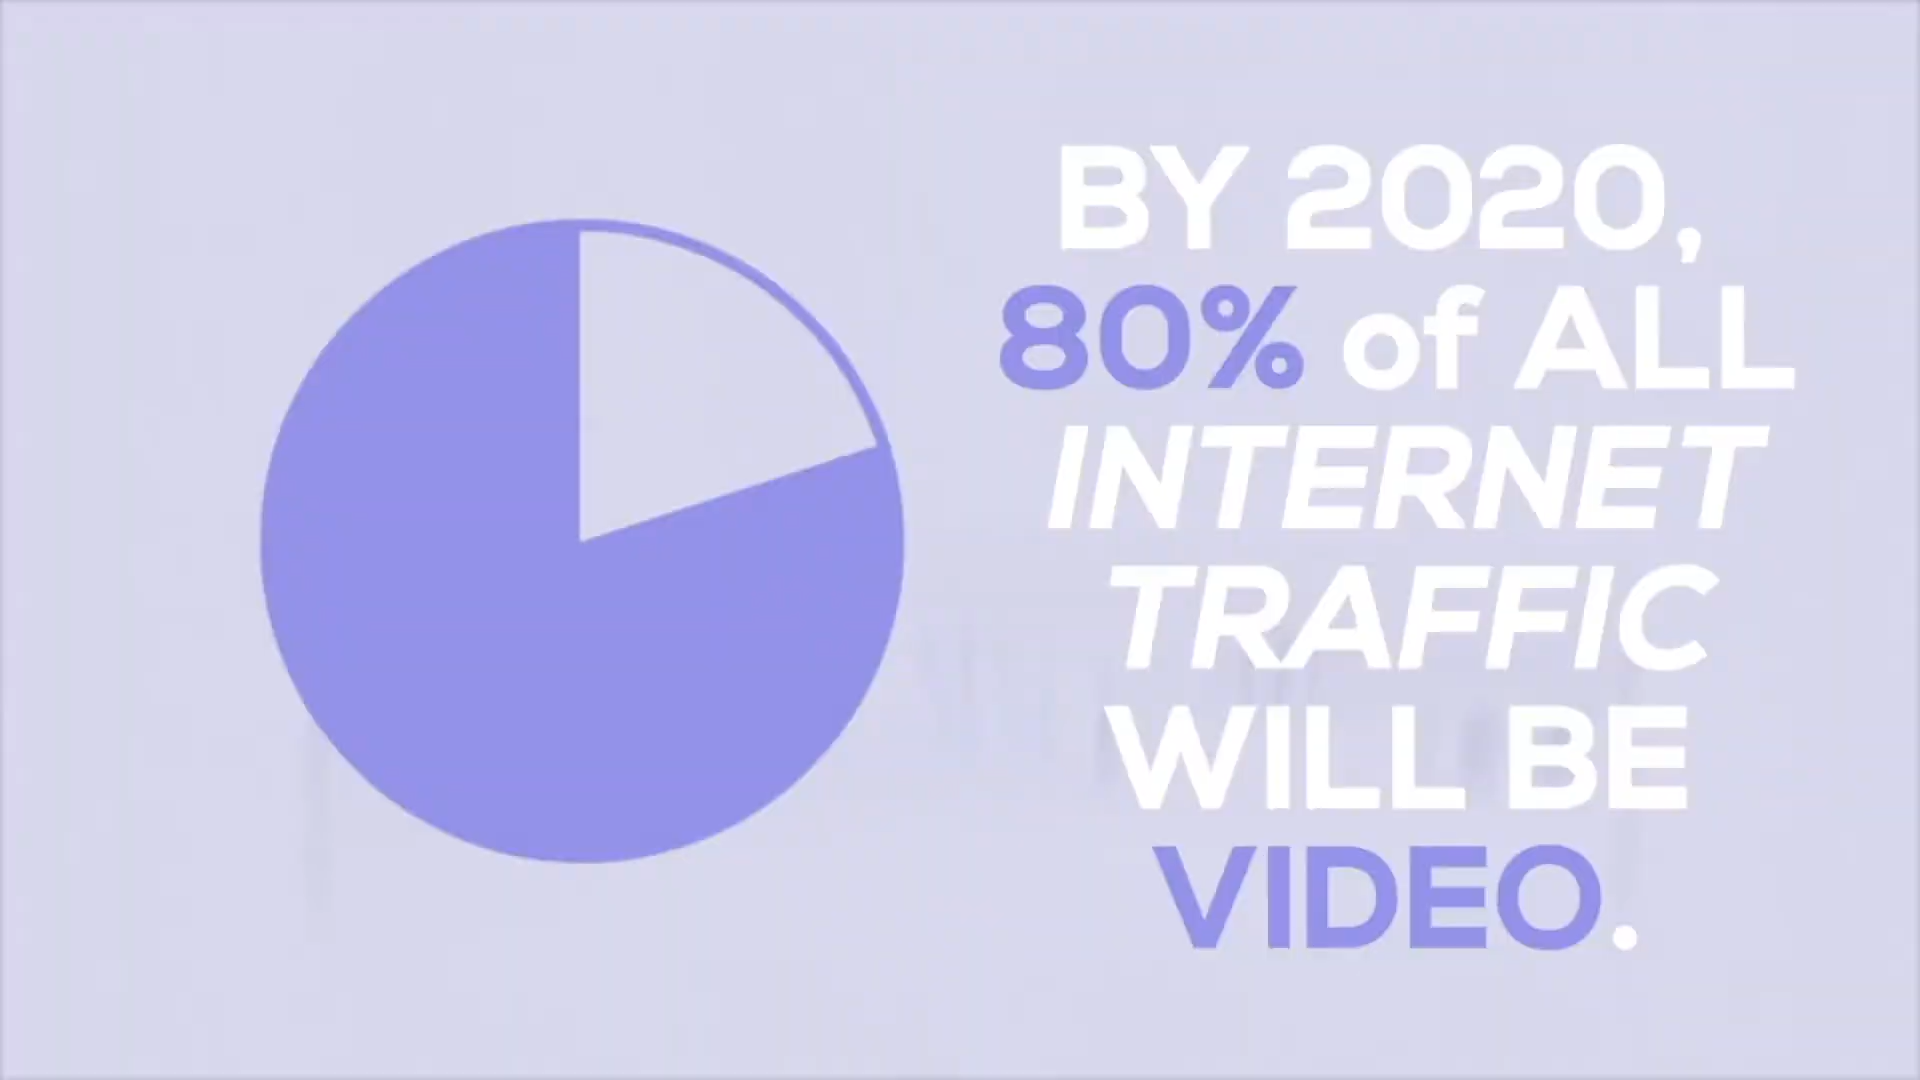 BY 2020,
80% of ALL
INTERNET
TRAFFIC
WILL BE
VIDEO.